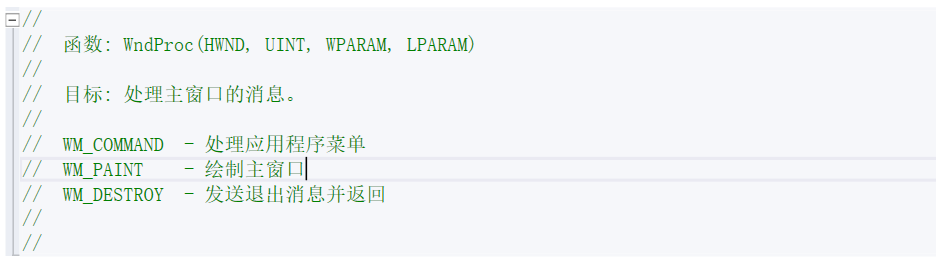 //
//  函数: WndProc(HWND, UINT, WPARAM, LPARAM)
//
//  目标: 处理主窗口的消息。
//
//  WM_COMMAND  - 处理应用程序菜单
//  WM_PAINT    - 绘制主窗口
//  WM_DESTROY  - 发送退出消息并返回
//
//